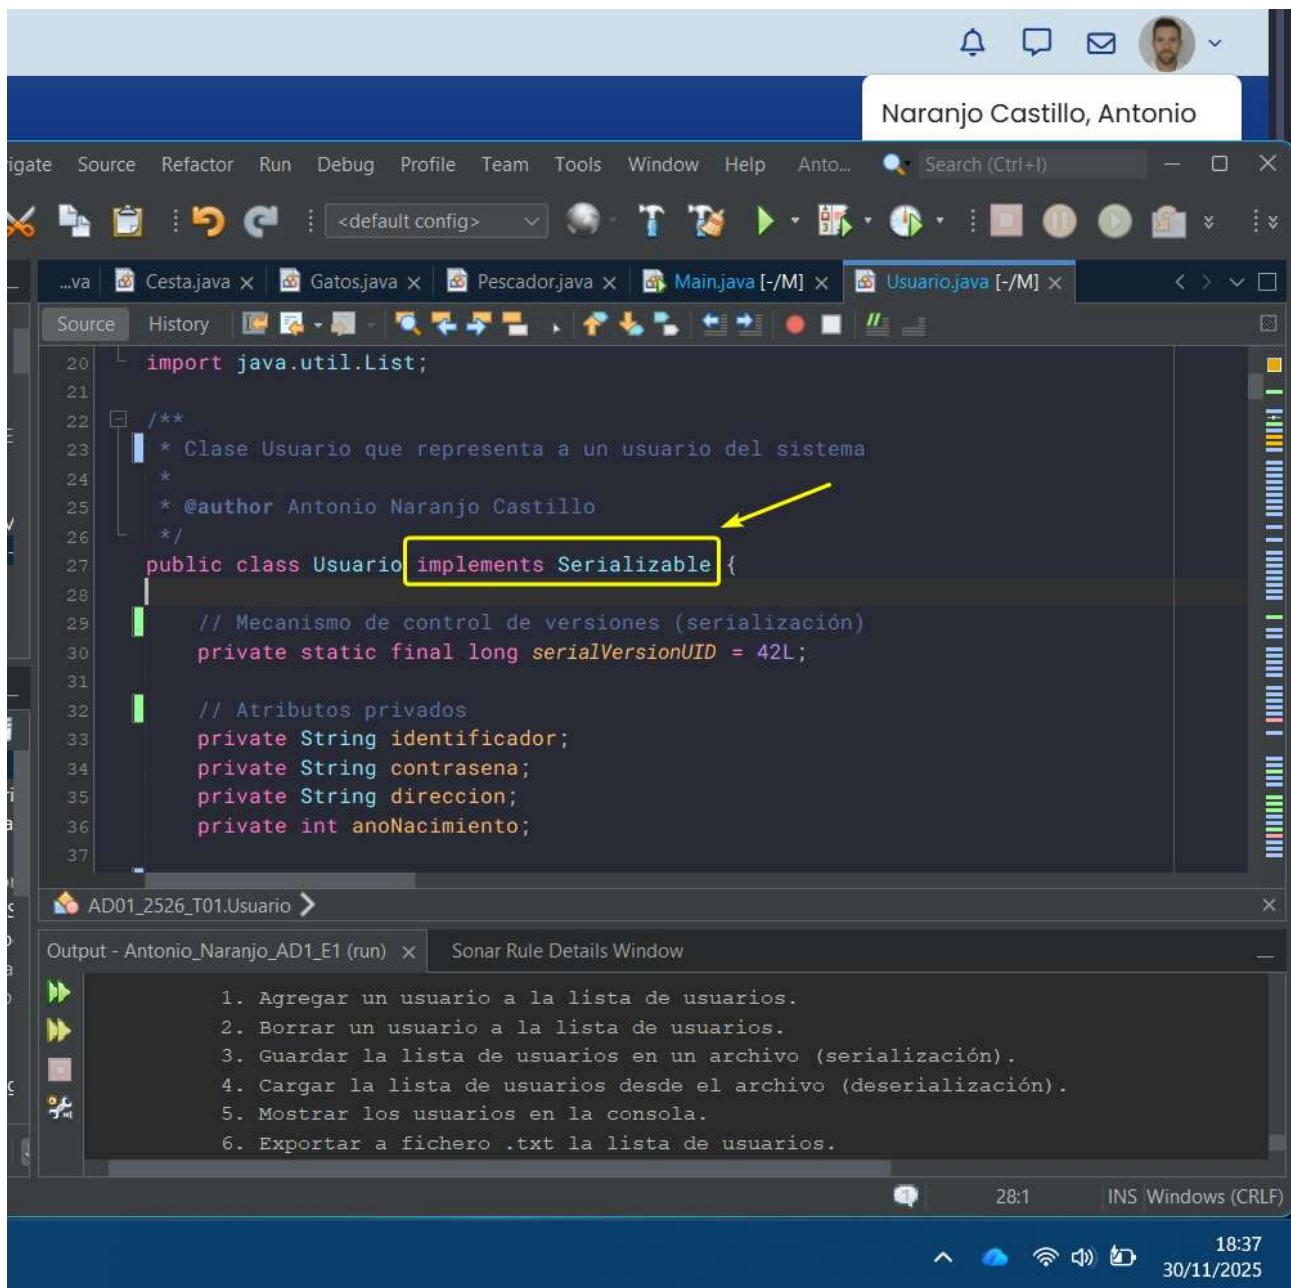 Naranjo Castillo, Antonio
Source Refactor Run Debug Profile Team Tools Window Help Anto... Search (Ctrl+I)
<default config>
...va Cesta.java Gatos.java Pescador.java Main.java [-/M] Usuario.java [-/M]
Source History
20 import java.util.List;
21
22 /**
23 * Clase Usuario que representa a un usuario del sistema
24 *
25 * @author Antonio Naranjo Castillo
26 */
27 public class Usuario implements Serializable {
28
29 // Mecanismo de control de versiones (serialización)
30 private static final long serialVersionUID = 42L;
31
32 // Atributos privados
33 private String identificador;
34 private String contrasena;
35 private String direccion;
36 private int anoNacimiento;
37
AD01_2526_T01.Usuario
Output - Antonio_Naranjo_AD1_E1 (run) Sonar Rule Details Window
1. Agregar un usuario a la lista de usuarios.
2. Borrar un usuario a la lista de usuarios.
3. Guardar la lista de usuarios en un archivo (serialización).
4. Cargar la lista de usuarios desde el archivo (deserialización).
5. Mostrar los usuarios en la consola.
6. Exportar a fichero .txt la lista de usuarios.
1 28:1 INS Windows (CRLF)
18:37
30/11/2025